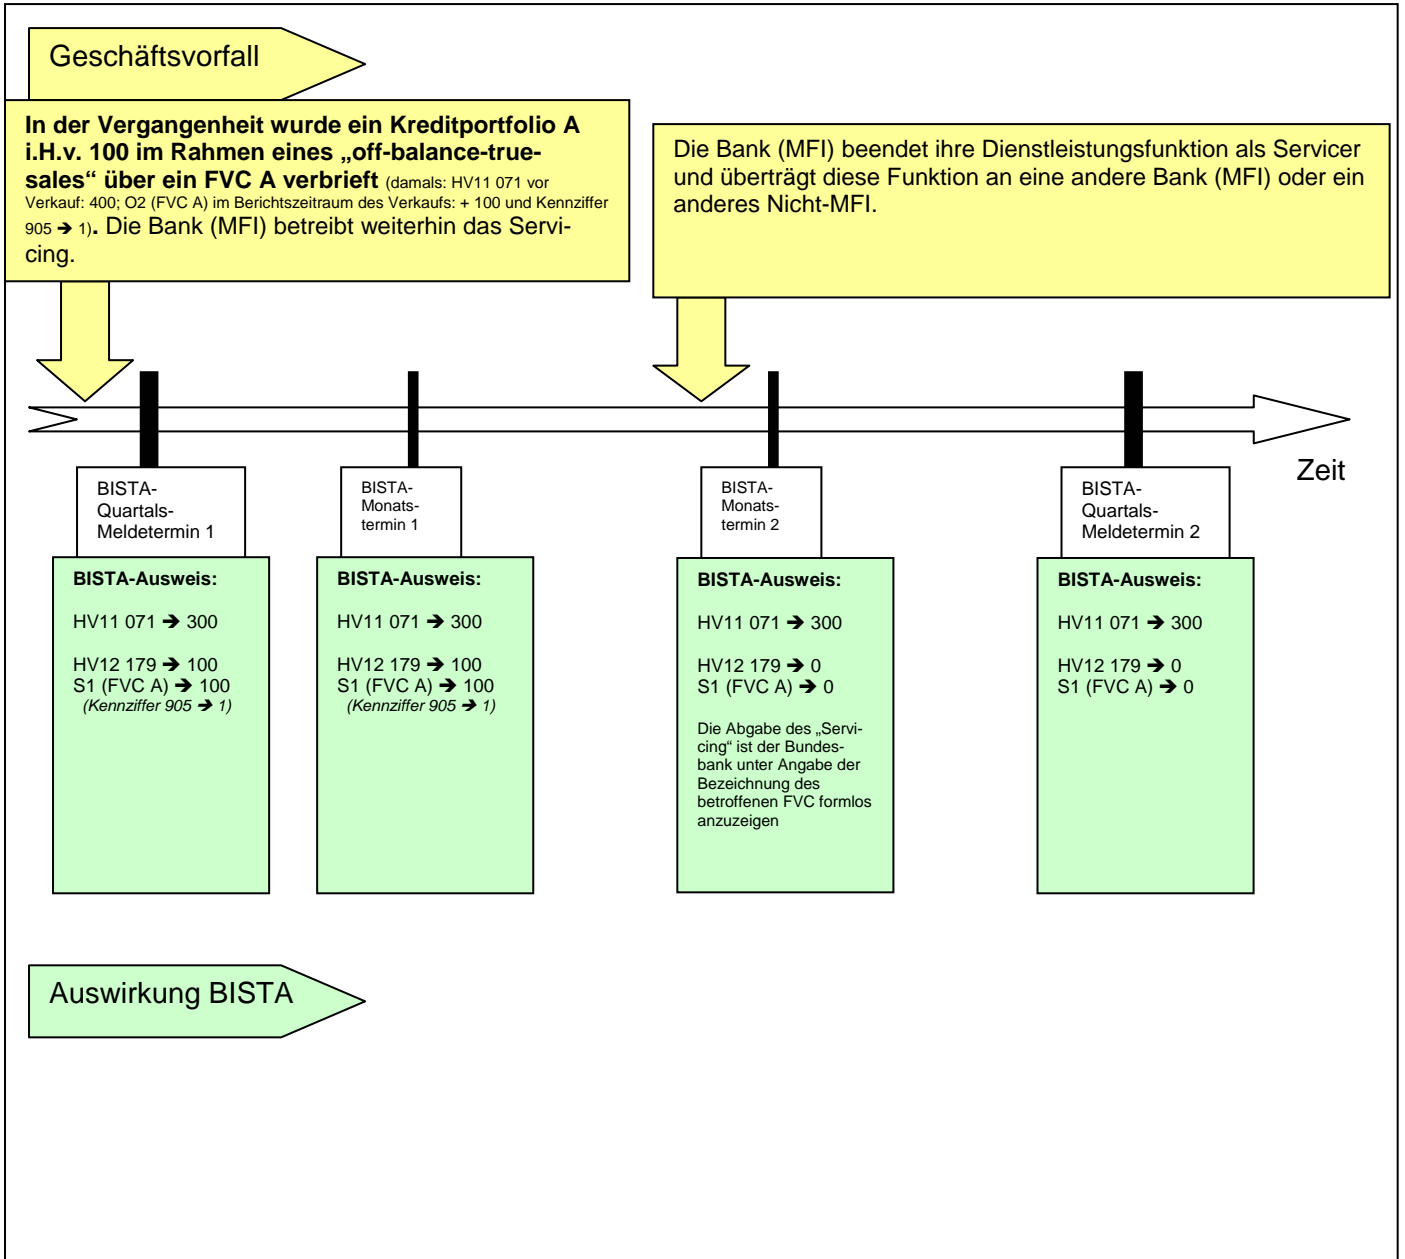 Geschäftsvorfall
In der Vergangenheit wurde ein Kreditportfolio A
i.H.v. 100 im Rahmen eines „off-balance-true-
sales“ über ein FVC A verbrieft (damals: HV11 071 vor
Verkauf: 400; O2 (FVC A) im Berichtszeitraum des Verkaufs: + 100 und Kennziffer
905 ➔ 1). Die Bank (MFI) betreibt weiterhin das Servi-
cing.
Die Bank (MFI) beendet ihre Dienstleistungsfunktion als Servicer
und überträgt diese Funktion an eine andere Bank (MFI) oder ein
anderes Nicht-MFI.
Zeit
BISTA-
Quartals-
Meldetermin 1
BISTA-Ausweis:
HV11 071 ➔ 300
HV12 179 ➔ 100
S1 (FVC A) ➔ 100
(Kennziffer 905 ➔ 1)
BISTA-
Monats-
termin 1
BISTA-Ausweis:
HV11 071 ➔ 300
HV12 179 ➔ 100
S1 (FVC A) ➔ 100
(Kennziffer 905 ➔ 1)
BISTA-
Monats-
termin 2
BISTA-Ausweis:
HV11 071 ➔ 300
HV12 179 ➔ 0
S1 (FVC A) ➔ 0
Die Abgabe des „Servi-
cing“ ist der Bundes-
bank unter Angabe der
Bezeichnung des
betroffenen FVC formlos
anzuzeigen
BISTA-
Quartals-
Meldetermin 2
BISTA-Ausweis:
HV11 071 ➔ 300
HV12 179 ➔ 0
S1 (FVC A) ➔ 0
Auswirkung BISTA